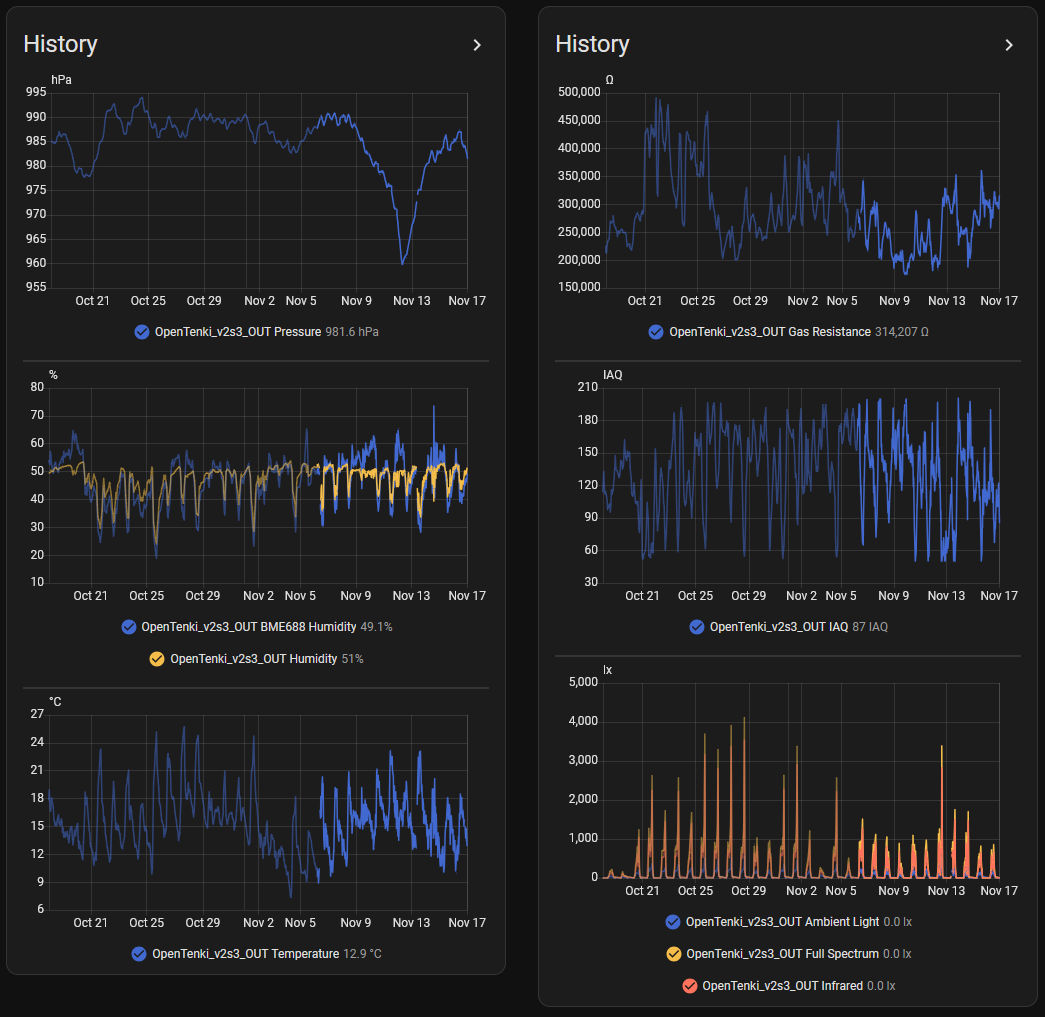 History
hPa
995
990
985
980
975
970
965
960
955
Oct 21 Oct 25 Oct 29 Nov 2 Nov 5 Nov 9 Nov 13 Nov 17
OpenTenki_v2s3_OUT Pressure 981.6 hPa
%
80
70
60
50
40
30
20
10
Oct 21 Oct 25 Oct 29 Nov 2 Nov 5 Nov 9 Nov 13 Nov 17
OpenTenki_v2s3_OUT BME688 Humidity 49.1%
OpenTenki_v2s3_OUT Humidity 51%
°C
27
24
21
18
15
12
9
6
Oct 21 Oct 25 Oct 29 Nov 2 Nov 5 Nov 9 Nov 13 Nov 17
OpenTenki_v2s3_OUT Temperature 12.9 °C
History
Ω
500,000
450,000
400,000
350,000
300,000
250,000
200,000
150,000
Oct 21 Oct 25 Oct 29 Nov 2 Nov 5 Nov 9 Nov 13 Nov 17
OpenTenki_v2s3_OUT Gas Resistance 314,207 Ω
IAQ
210
180
150
120
90
60
30
Oct 21 Oct 25 Oct 29 Nov 2 Nov 5 Nov 9 Nov 13 Nov 17
OpenTenki_v2s3_OUT IAQ 87 IAQ
lx
5,000
4,000
3,000
2,000
1,000
0
Oct 21 Oct 25 Oct 29 Nov 2 Nov 5 Nov 9 Nov 13 Nov 17
OpenTenki_v2s3_OUT Ambient Light 0.0 lx
OpenTenki_v2s3_OUT Full Spectrum 0.0 lx
OpenTenki_v2s3_OUT Infrared 0.0 lx